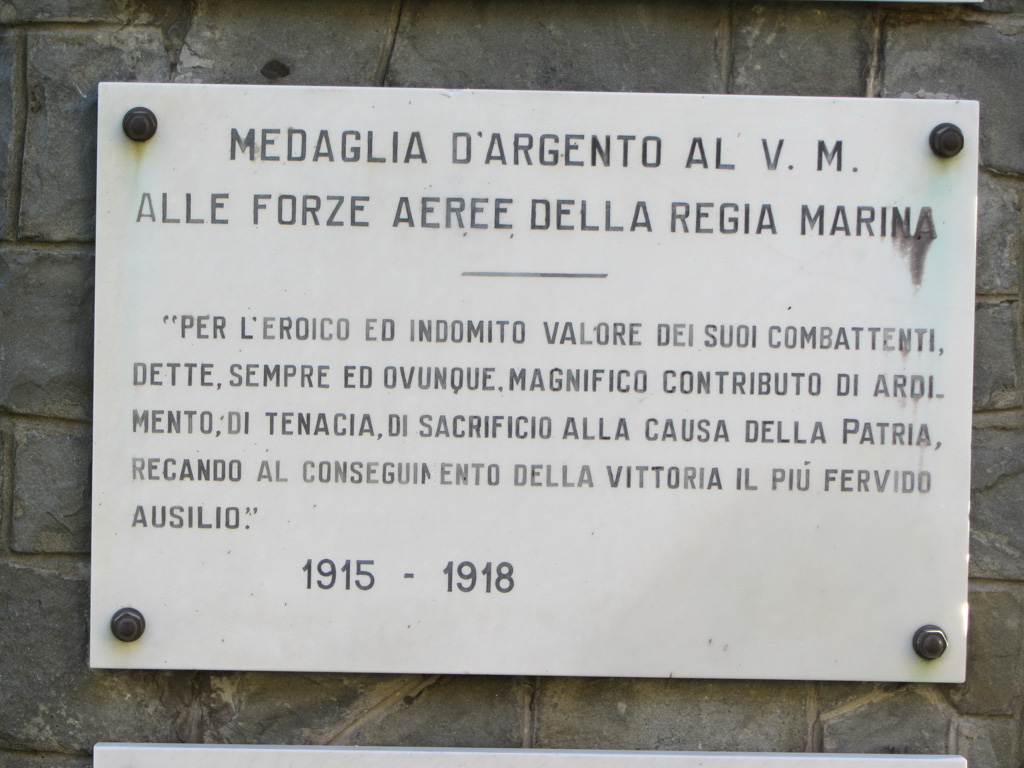 MEDAGLIA D'ARGENTO AL V. M.
ALLE FORZE AEREE DELLA REGIA MARINA
"PER L'EROICO ED INDOMITO VALORE DEI SUOI COMBATTENTI,
DETTE, SEMPRE ED OVUNQUE, MAGNIFICO CONTRIBUTO DI ARDI-
MENTO, DI TENACIA, DI SACRIFICIO ALLA CAUSA DELLA PATRIA,
RECANDO AL CONSEGUIMENTO DELLA VITTORIA IL PIÚ FERVIDO
AUSILIO."
1915 - 1918